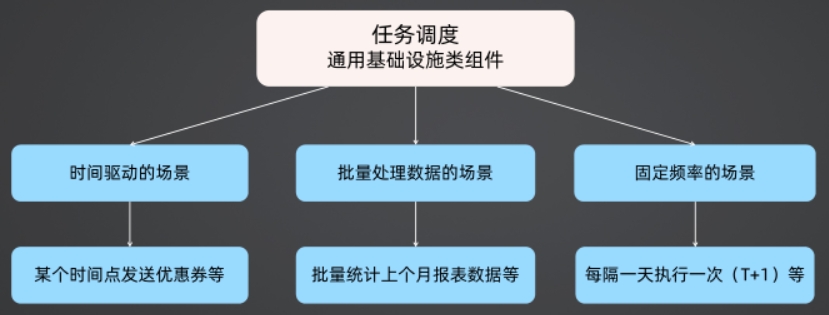 任务调度
通用基础设施类组件
时间驱动的场景
批量处理数据的场景
固定频率的场景
某个时间点发送优惠券等
批量统计上个月报表数据等
每隔一天执行一次（T+1）等